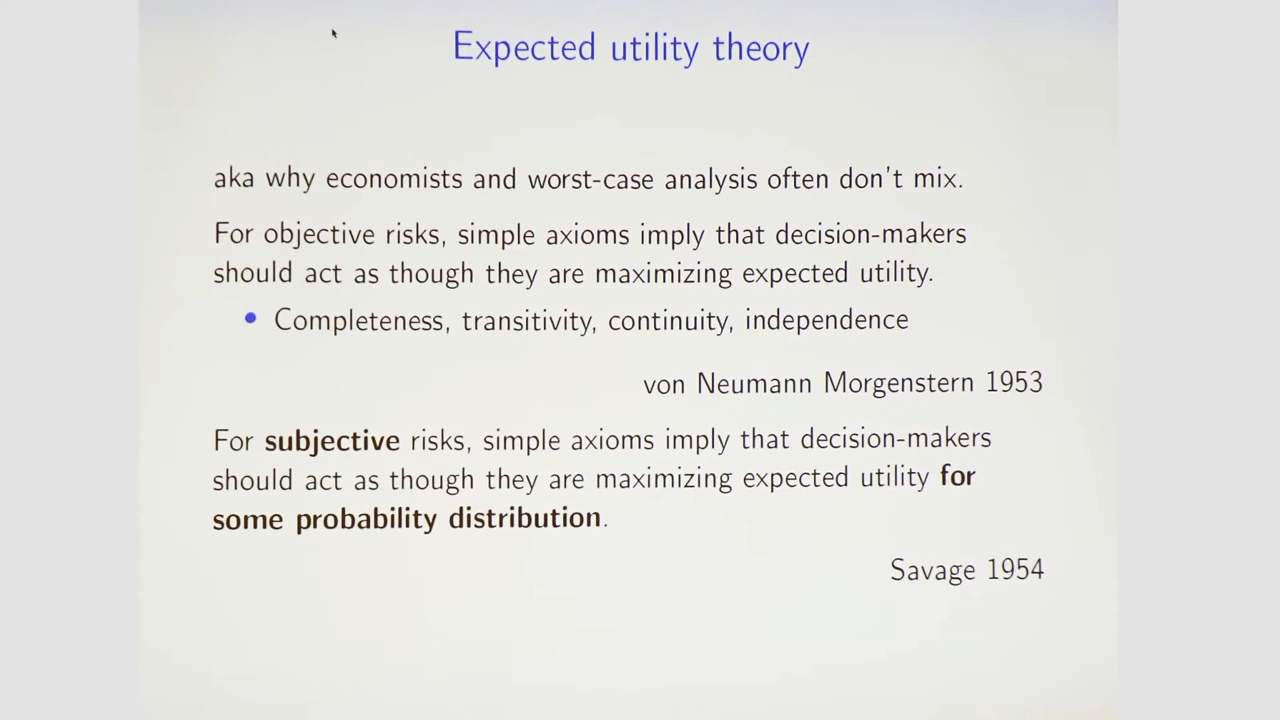 Expected utility theory
aka why economists and worst-case analysis often don't mix.
For objective risks, simple axioms imply that decision-makers
should act as though they are maximizing expected utility.
• Completeness, transitivity, continuity, independence
von Neumann Morgenstern 1953
For subjective risks, simple axioms imply that decision-makers
should act as though they are maximizing expected utility for
some probability distribution.
Savage 1954